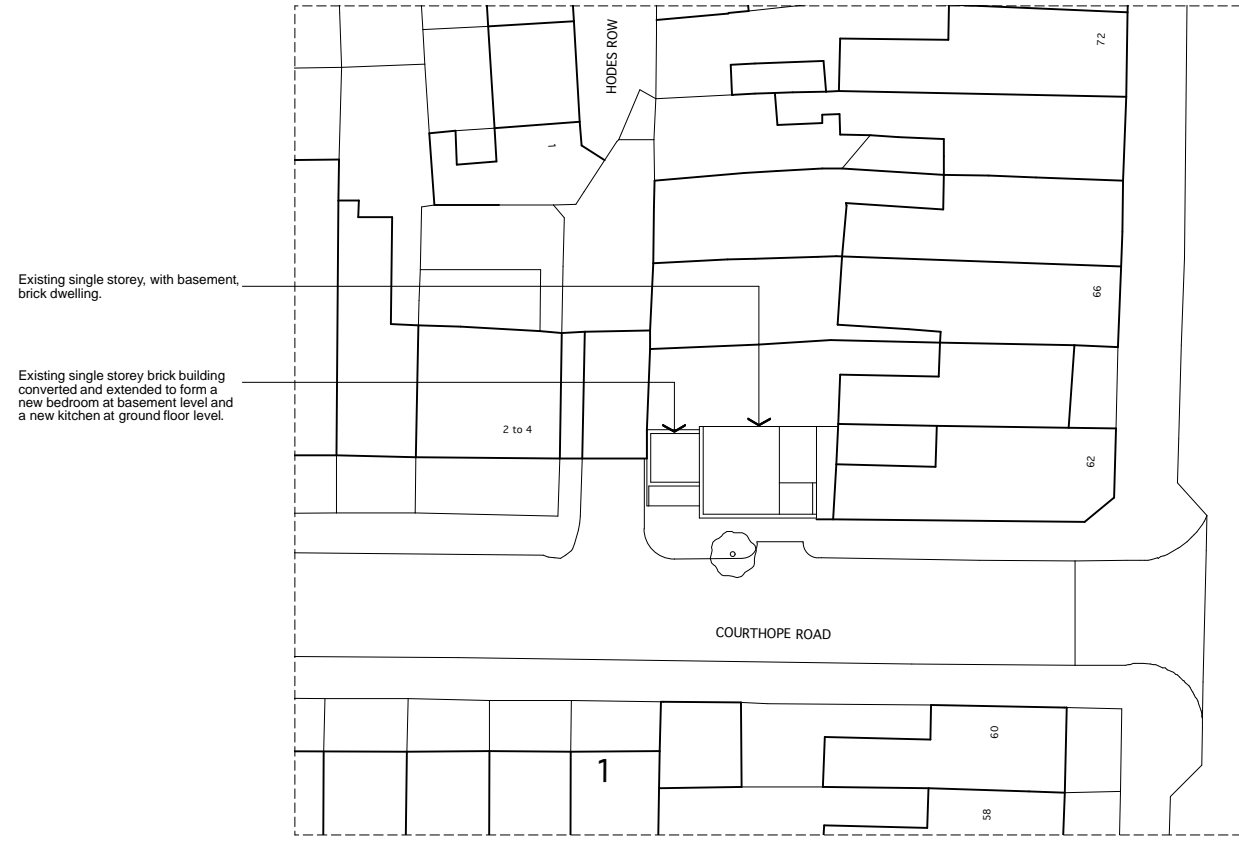 HODES ROW
72
1
Existing single storey, with basement,
brick dwelling.
66
Existing single storey brick building
converted and extended to form a
new bedroom at basement level and
a new kitchen at ground floor level.
2 to 4
62
COURTHOPE ROAD
60
1
58